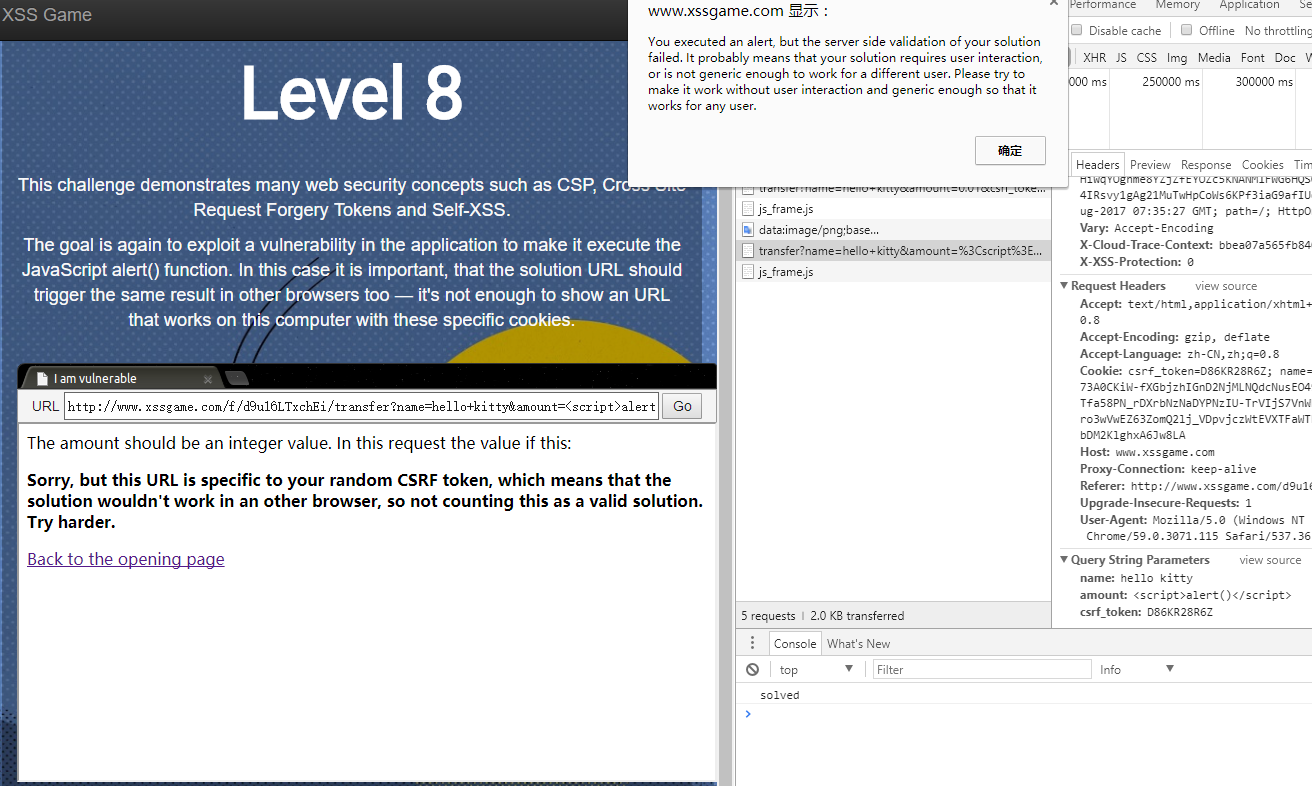 XSS Game
Level 8
This challenge demonstrates many web security concepts such as CSP, Cross Site
Request Forgery Tokens and Self-XSS.
The goal is again to exploit a vulnerability in the application to make it execute the
JavaScript alert() function. In this case it is important, that the solution URL should
trigger the same result in other browsers too — it's not enough to show an URL
that works on this computer with these specific cookies.
I am vulnerable
URL http://www.xssgame.com/f/d9u16LTxchEi/transfer?name=hello+kitty&amount=<script>alert Go
The amount should be an integer value. In this request the value if this:
Sorry, but this URL is specific to your random CSRF token, which means that the
solution wouldn't work in an other browser, so not counting this as a valid solution.
Try harder.
Back to the opening page
www.xssgame.com 显示：
You executed an alert, but the server side validation of your solution
failed. It probably means that your solution requires user interaction,
or is not generic enough to work for a different user. Please try to
make it work without user interaction and generic enough so that it
works for any user.
确定
Performance Memory Application
Disable cache Offline No throttling
XHR JS CSS Img Media Font Doc
000 ms 250000 ms 300000 ms
transfer?name=hello+kitty&amount=0.01&csrf_toke...
js_frame.js
data:image/png;base...
transfer?name=hello+kitty&amount=%3Cscript%3E...
js_frame.js
5 requests | 2.0 KB transferred
Headers Preview Response Cookies Tim
4IRsvy1gAg21MuTwHpCoWs6KPf3iaG9afIU
ug-2017 07:35:27 GMT; path=/; HttpO
Vary: Accept-Encoding
X-Cloud-Trace-Context: bbea07a565fb84
X-XSS-Protection: 0
Request Headers view source
Accept: text/html,application/xhtml+
0.8
Accept-Encoding: gzip, deflate
Accept-Language: zh-CN,zh;q=0.8
Cookie: csrf_token=D86KR28R6Z; name=
73A0CKiW-fXGbjzhIGnD2NjMLNQdcNusEO4
Tfa58PN_rDXrbNzNaDYPNzIU-TrVIjS7VnW
ro3wVwEZ63ZomQ2lj_VDpvjczWtEVXTFaWT
bDM2KlghxA6Jw8LA
Host: www.xssgame.com
Proxy-Connection: keep-alive
Referer: http://www.xssgame.com/d9u16
Upgrade-Insecure-Requests: 1
User-Agent: Mozilla/5.0 (Windows NT
Chrome/59.0.3071.115 Safari/537.36
Query String Parameters view source
name: hello kitty
amount: <script>alert()</script>
csrf_token: D86KR28R6Z
Console What's New
top Filter Info
solved